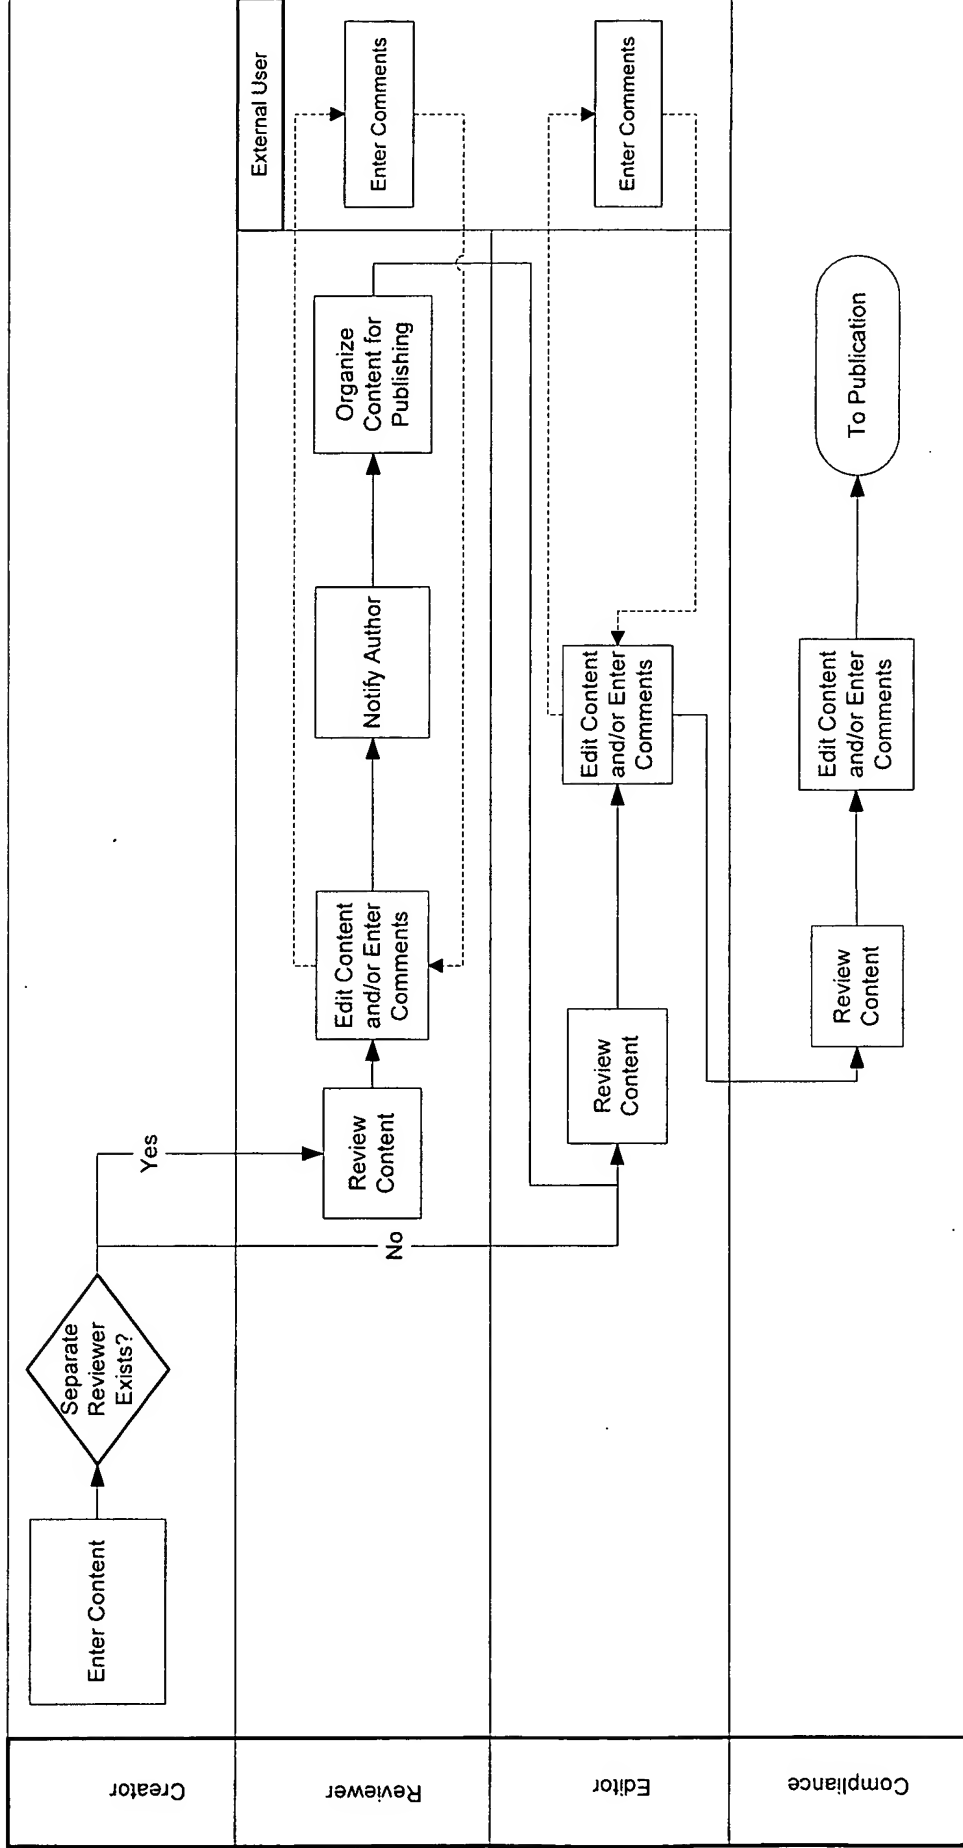 Creator
Enter Content
Separate
Reviewer
Exists?
Yes
No
Reviewer
Review
Content
Edit Content
and/or Enter
Comments
Notify Author
Organize
Content for
Publishing
External User
Enter Comments
Editor
Review
Content
Edit Content
and/or Enter
Comments
Enter Comments
Compliance
Review
Content
Edit Content
and/or Enter
Comments
To Publication